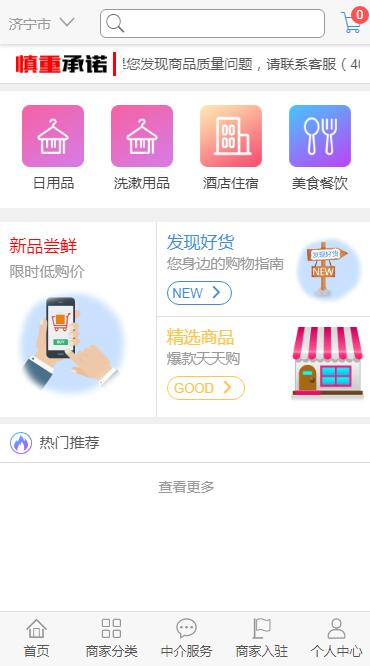 济宁市
3
慎重承诺
您发现商品质量问题，请联系客服（40
日用品
洗漱用品
酒店住宿
美食餐饮
新品尝鲜
限时低购价
BUY
发现好货
您身边的购物指南
NEW
发现好货
NEW
精选商品
爆款天天购
GOOD
热门推荐
查看更多
首页
商家分类
中介服务
商家入驻
个人中心